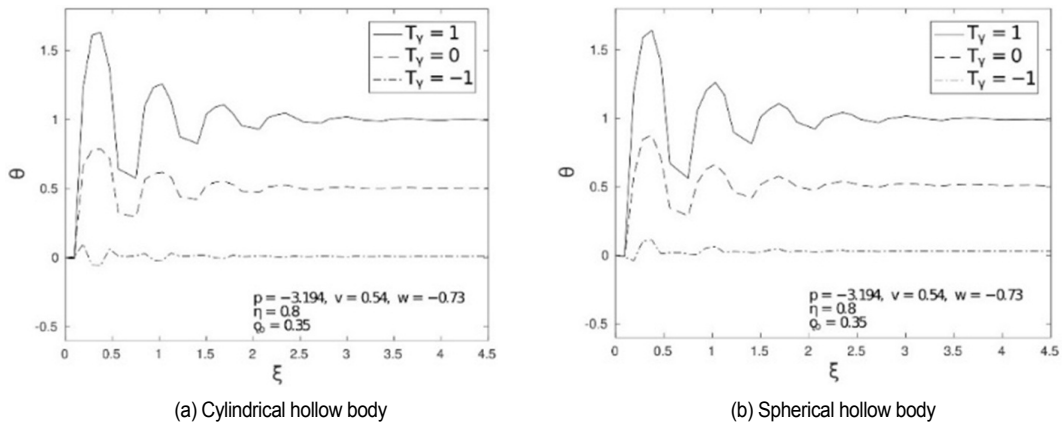 1.5
1
0.5
0
-0.5
θ
0 0.5 1 1.5 2 2.5 3 3.5 4 4.5
ξ
Tγ = 1
Tγ = 0
Tγ = −1
p = −3.194, v = 0.54, w = −0.73
η = 0.8
ϱ₀ = 0.35
(a) Cylindrical hollow body
1.5
1
0.5
0
-0.5
θ
0 0.5 1 1.5 2 2.5 3 3.5 4 4.5
ξ
Tγ = 1
Tγ = 0
Tγ = −1
p = −3.194, v = 0.54, w = −0.73
η = 0.8
ϱ₀ = 0.35
(b) Spherical hollow body